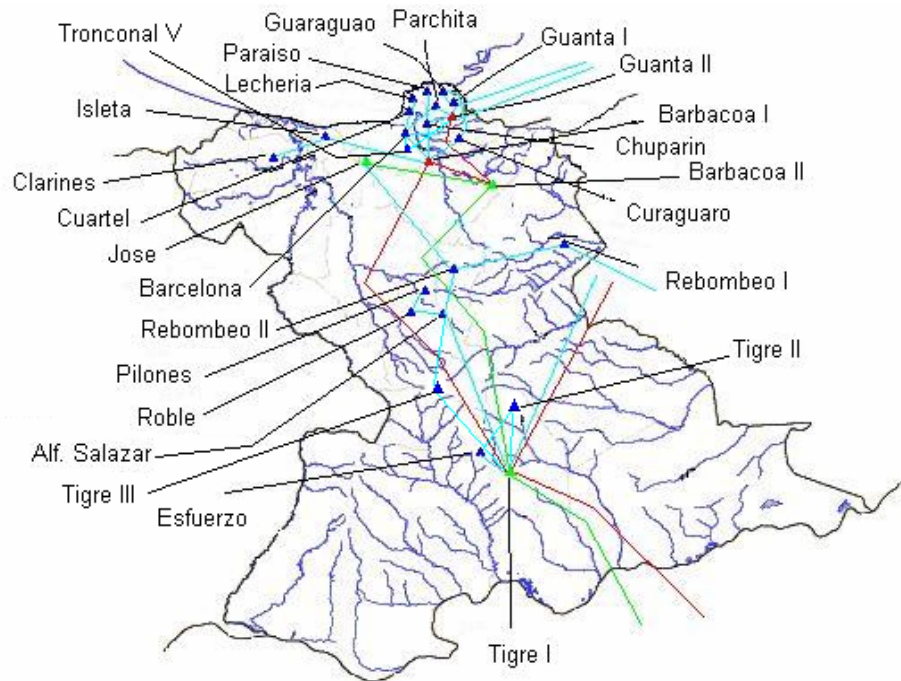 Guaraguao
Parchita
Tronconal V
Guanta I
Paraiso
Guanta II
Lecheria
Isleta
Barbacoa I
Chuparin
Clarines
Barbacoa II
Cuartel
Curaguaro
Jose
Barcelona
Rebombeo I
Rebombeo II
Tigre II
Pilones
Roble
Alf. Salazar
Tigre III
Esfuerzo
Tigre I